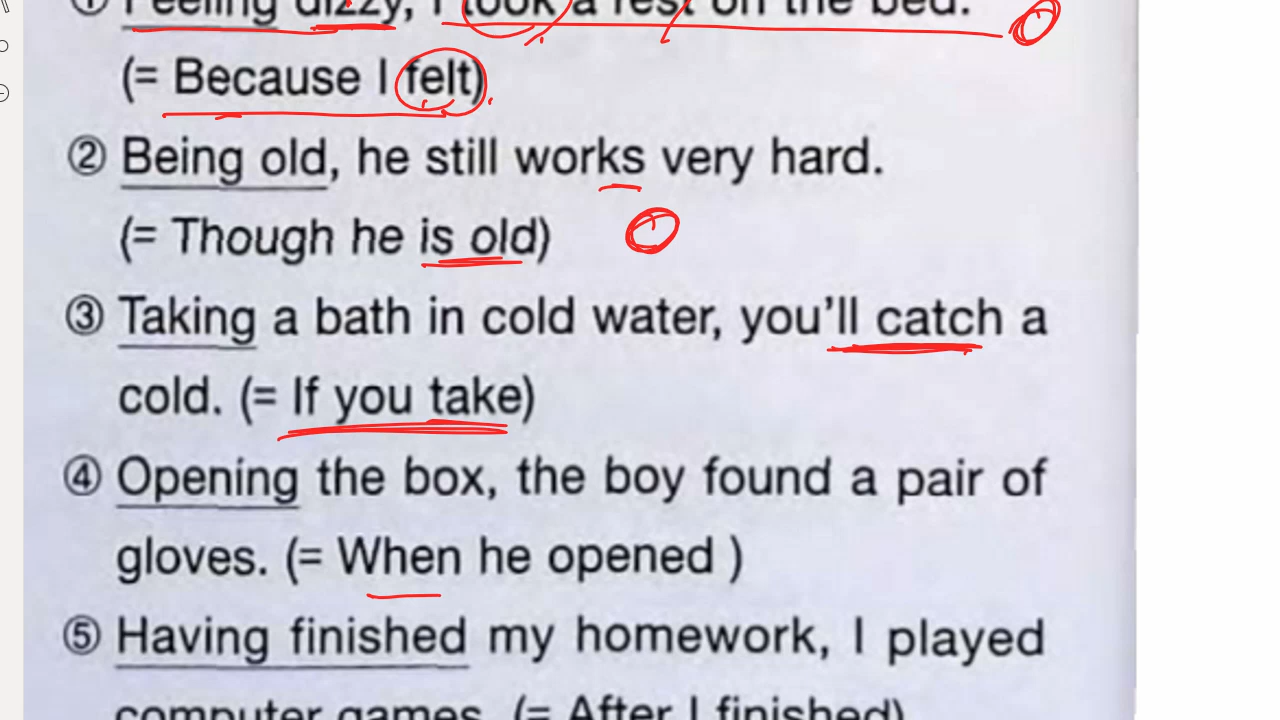 ① Feeling dizzy, I took a rest on the bed.
(= Because I felt)
② Being old, he still works very hard.
(= Though he is old)
③ Taking a bath in cold water, you'll catch a
cold. (= If you take)
④ Opening the box, the boy found a pair of
gloves. (= When he opened )
⑤ Having finished my homework, I played
computer games. (= After I finished)